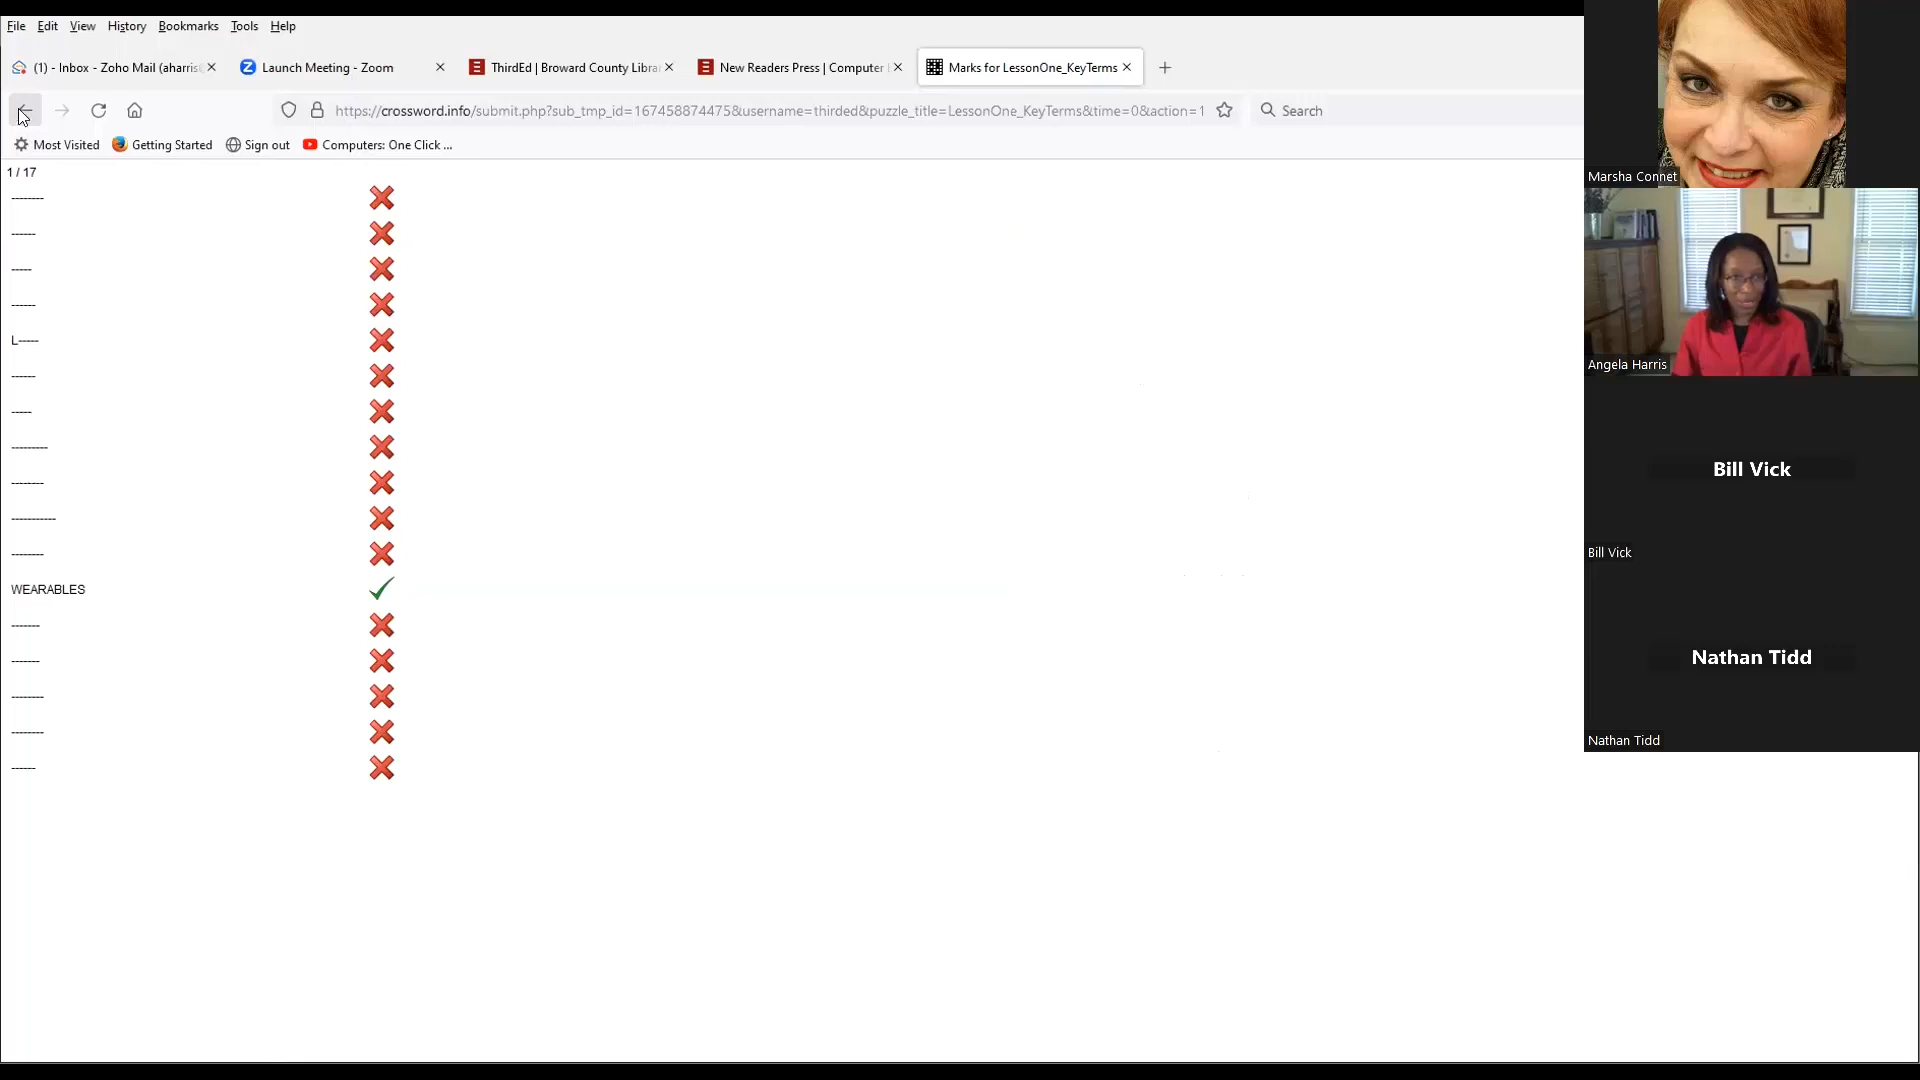 File Edit View History Bookmarks Tools Help
(1) - Inbox - Zoho Mail (aharris
Launch Meeting - Zoom
ThirdEd | Broward County Libra
New Readers Press | Computer
Marks for LessonOne_KeyTerms
https://crossword.info/submit.php?sub_tmp_id=167458874475&username=thirded&puzzle_title=LessonOne_KeyTerms&time=0&action=1
Search
Most Visited Getting Started Sign out Computers: One Click ...
1 / 17
--------
------
-----
------
L-----
------
-----
---------
--------
-----------
--------
WEARABLES
-------
-------
--------
--------
------
Marsha Connet
Angela Harris
Bill Vick
Bill Vick
Nathan Tidd
Nathan Tidd